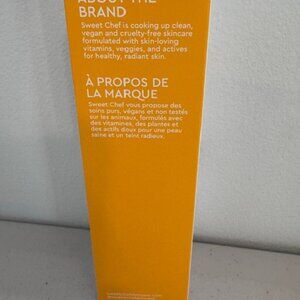 ABOUT THE
BRAND
Sweet Chef is cooking up clean,
vegan and cruelty-free skincare
formulated with skin-loving
vitamins, veggies, and actives
for healthy, radiant skin.
À PROPOS DE
LA MARQUE
Sweet Chef vous propose des
soins purs, végans et non testés
sur les animaux, formulés avec
des vitamines, des plantes et
des actifs doux pour une peau
saine et un teint radieux.